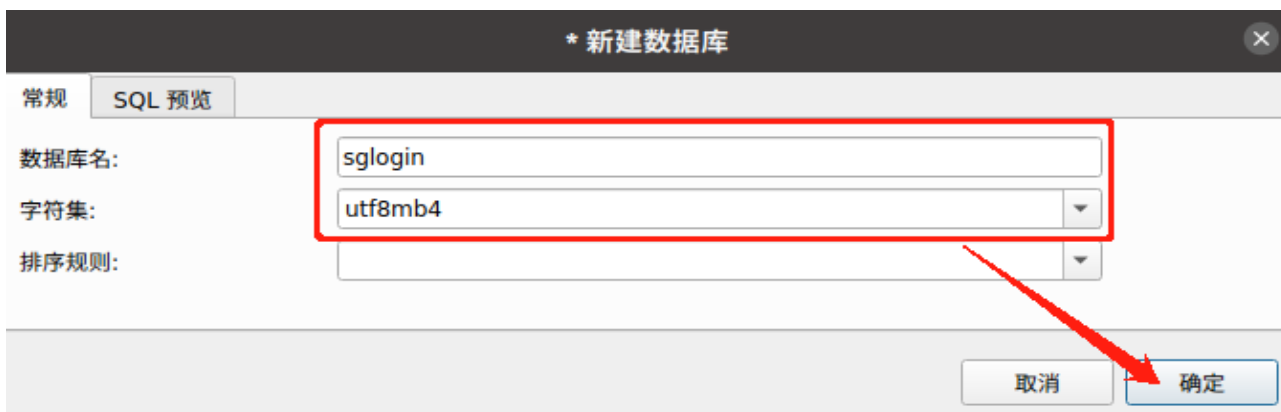 * 新建数据库
常规 SQL 预览
数据库名: sglogin
字符集: utf8mb4
排序规则:
取消 确定